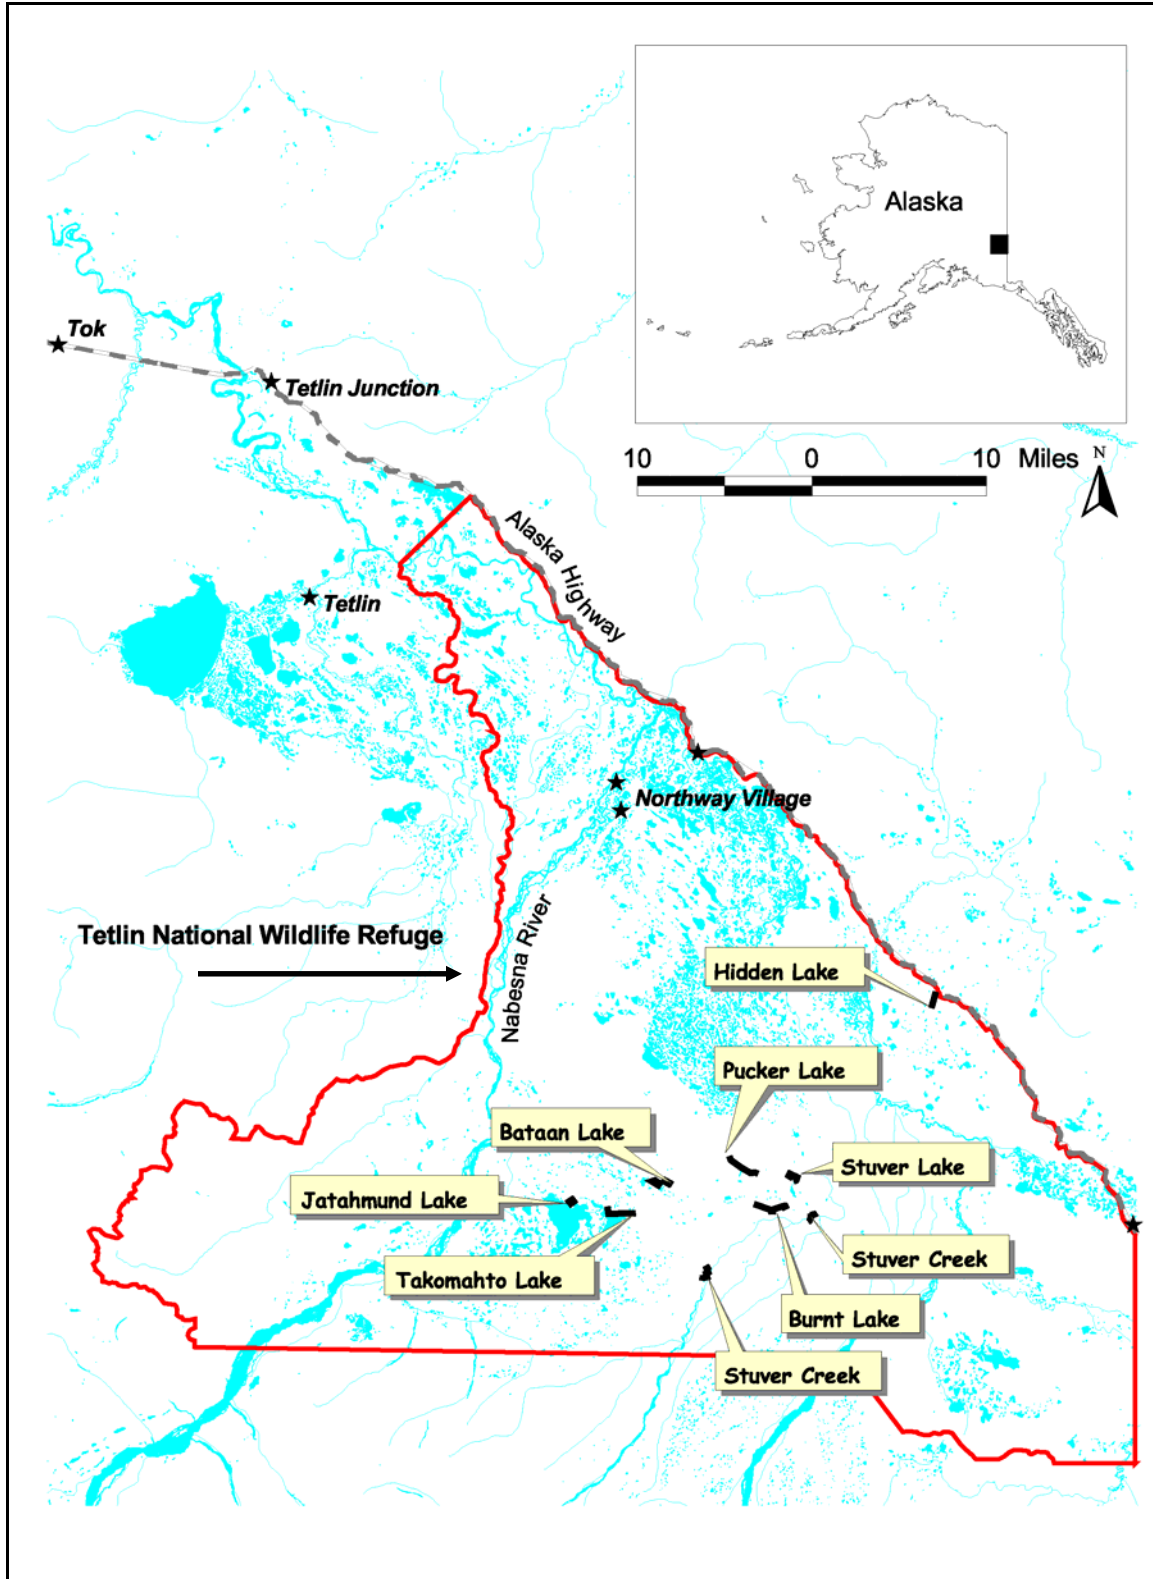 Alaska
10 0 10 Miles
N
Tok
Tetlin Junction
Alaska Highway
Tetlin
Northway Village
Nabesna River
Tetlin National Wildlife Refuge
Hidden Lake
Pucker Lake
Bataan Lake
Stuver Lake
Jatahmund Lake
Stuver Creek
Takomahto Lake
Burnt Lake
Stuver Creek